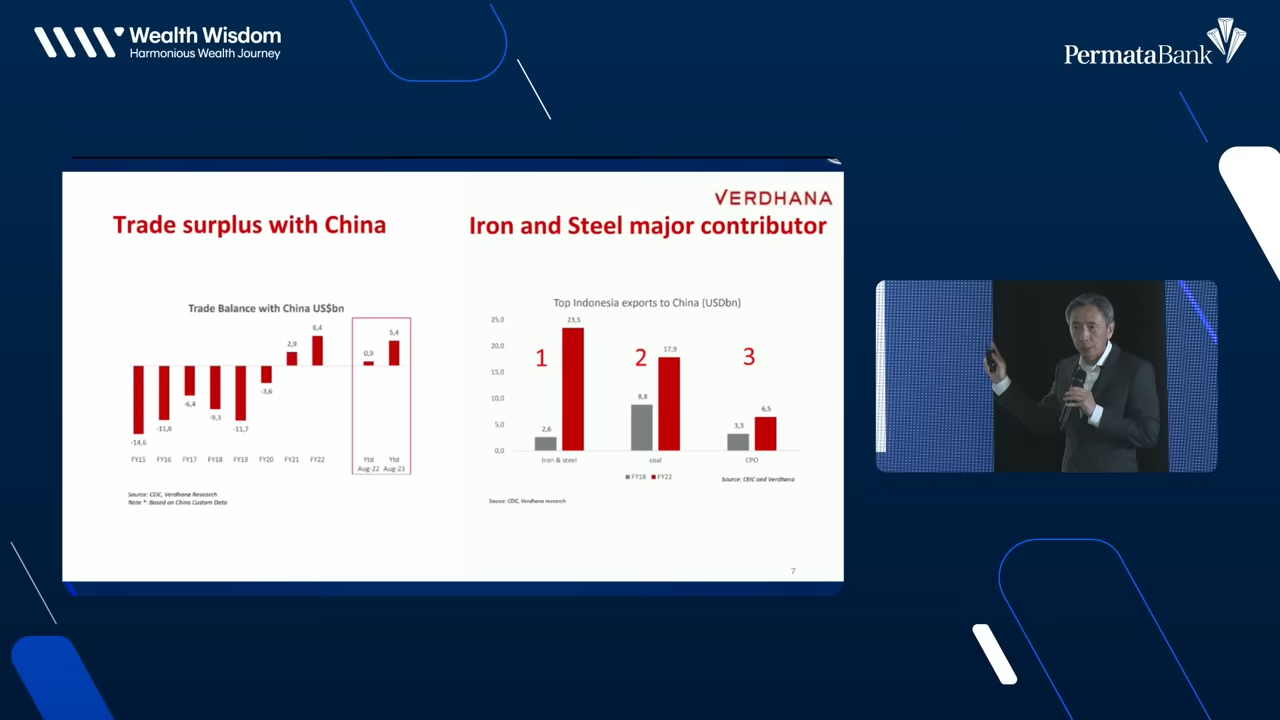 Wealth Wisdom
Harmonious Wealth Journey
PermataBank
VERDHANA
Trade surplus with China
Iron and Steel major contributor
Trade Balance with China US$bn
-14,6
-11,6
-6,4
-9,3
-11,7
-3,6
2,9
6,4
0,9
5,4
FY15 FY16 FY17 FY18 FY19 FY20 FY21 FY22 Ytd Aug-22 Ytd Aug-23
Source: CEIC, Verdhana Research
Note *: Based on China Custom Data
Top Indonesia exports to China (USDbn)
25,0
20,0
15,0
10,0
5,0
0,0
1 2 3
2,6 23,5
8,8 17,9
3,3 6,5
Iron & steel coal CPO
FY18 FY22
Source: CEIC and Verdhana
Source: CEIC, Verdhana research
7